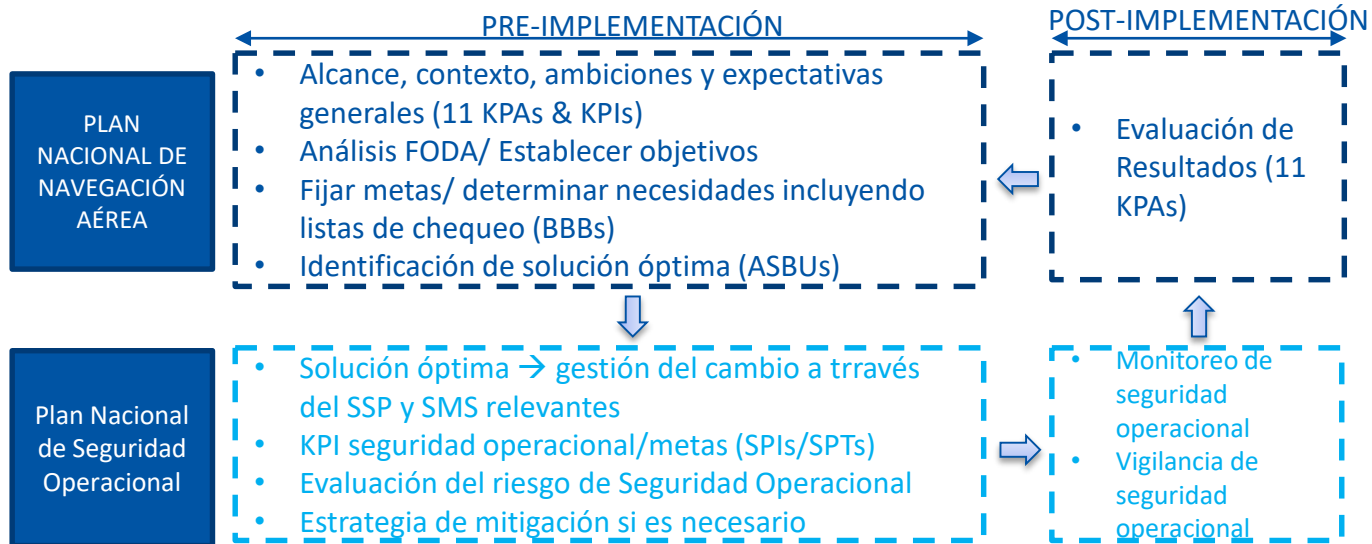 PRE-IMPLEMENTACIÓN
POST-IMPLEMENTACIÓN
PLAN
NACIONAL DE
NAVEGACIÓN
AÉREA
• Alcance, contexto, ambiciones y expectativas
generales (11 KPAs & KPIs)
• Análisis FODA/ Establecer objetivos
• Fijar metas/ determinar necesidades incluyendo
listas de chequeo (BBBs)
• Identificación de solución óptima (ASBUs)
• Evaluación de
Resultados (11
KPAs)
Plan Nacional
de Seguridad
Operacional
• Solución óptima → gestión del cambio a trravés
del SSP y SMS relevantes
• KPI seguridad operacional/metas (SPIs/SPTs)
• Evaluación del riesgo de Seguridad Operacional
• Estrategia de mitigación si es necesario
• Monitoreo de
seguridad
operacional
• Vigilancia de
seguridad
operacional